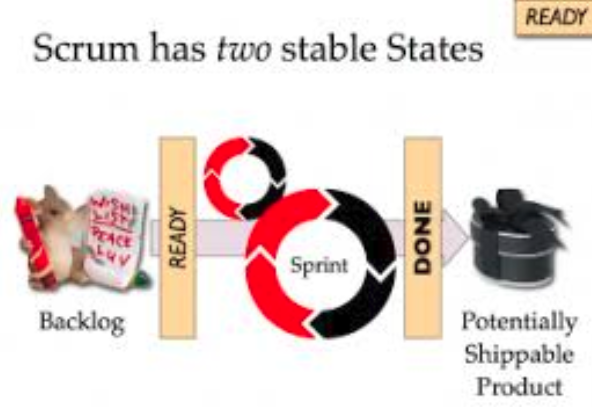 READY
Scrum has two stable States
WISH
LIST
PEACE
LUV
READY
Sprint
DONE
Backlog
Potentially
Shippable
Product